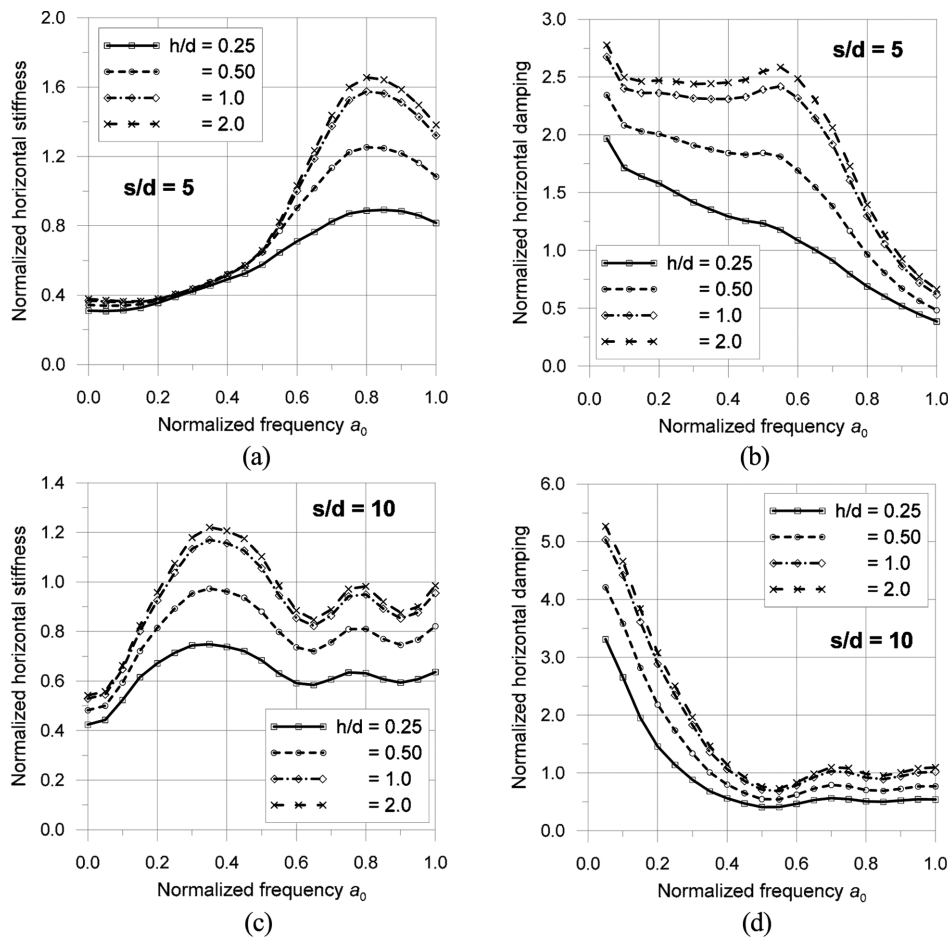 2.0
1.6
1.2
0.8
0.4
0.0
Normalized horizontal stiffness
h/d = 0.25
= 0.50
= 1.0
= 2.0
s/d = 5
0.0 0.2 0.4 0.6 0.8 1.0
Normalized frequency a0
(a)
3.0
2.5
2.0
1.5
1.0
0.5
0.0
Normalized horizontal damping
s/d = 5
h/d = 0.25
= 0.50
= 1.0
= 2.0
0.0 0.2 0.4 0.6 0.8 1.0
Normalized frequency a0
(b)
1.4
1.2
1.0
0.8
0.6
0.4
0.2
0.0
Normalized horizontal stiffness
s/d = 10
h/d = 0.25
= 0.50
= 1.0
= 2.0
0.0 0.2 0.4 0.6 0.8 1.0
Normalized frequency a0
(c)
6.0
5.0
4.0
3.0
2.0
1.0
0.0
Normalized horizontal damping
h/d = 0.25
= 0.50
= 1.0
= 2.0
s/d = 10
0.0 0.2 0.4 0.6 0.8 1.0
Normalized frequency a0
(d)